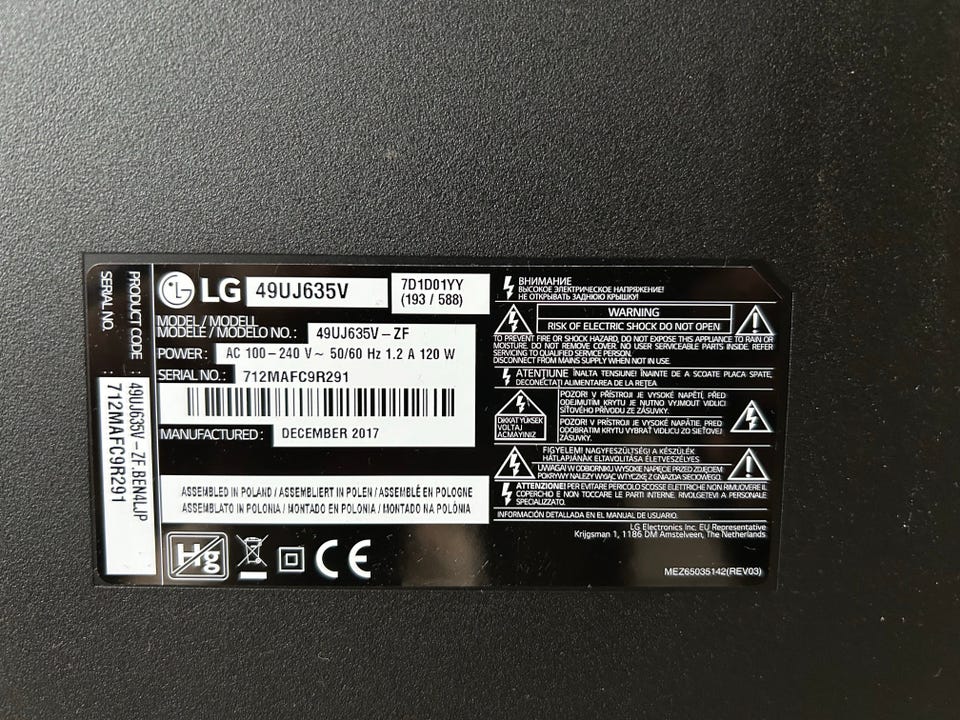 PRODUCT CODE : 49UJ635V-ZF.BEN4LJP
SERIAL NO. : 712MAFC9R291
LG 49UJ635V
7D1D01YY
(193 / 588)
MODEL / MODELL
MODÈLE / MODELO NO. : 49UJ635V-ZF
POWER : AC 100-240 V ~ 50/60 Hz 1.2 A 120 W
SERIAL NO. : 712MAFC9R291
MANUFACTURED : DECEMBER 2017
ASSEMBLED IN POLAND / ASSEMBLIERT IN POLEN / ASSEMBLÉ EN POLOGNE
ASSEMBLATO IN POLONIA / MONTADO EN POLONIA / MONTADO NA POLÓNIA
Hg
CE
ВНИМАНИЕ
ВЫСОКОЕ ЭЛЕКТРИЧЕСКОЕ НАПРЯЖЕНИЕ!
НЕ ОТКРЫВАТЬ ЗАДНЮЮ КРЫШКУ!
WARNING
RISK OF ELECTRIC SHOCK DO NOT OPEN
TO PREVENT FIRE OR SHOCK HAZARD, DO NOT EXPOSE THIS APPLIANCE TO RAIN OR
MOISTURE. DO NOT REMOVE COVER. NO USER SERVICEABLE PARTS INSIDE. REFER
SERVICING TO QUALIFIED SERVICE PERSON.
DISCONNECT FROM MAINS SUPPLY WHEN NOT IN USE.
ATENȚIUNE ÎNALTA TENSIUNE! ÎNAINTE DE A SCOATE PLACA SPATE,
DECONECTAȚI ALIMENTAREA DE LA REȚEA
DİKKAT YÜKSEK
VOLTAJ
AÇMAYINIZ
POZOR! V PŘÍSTROJI JE VYSOKÉ NAPĚTÍ, PŘED
ODEJMUTÍM KRYTU JE NUTNO VYJMOUT VIDLICI
SÍŤOVÉHO PŘÍVODU ZE ZÁSUVKY.
POZOR! V PRÍSTROJI JE VYSOKÉ NAPÄTIE, PRED
ODOBRATÍM KRYTU VYBRAŤ VIDLICU ZO SIEŤOVEJ
ZÁSUVKY.
FIGYELEM! NAGYFESZÜLTSÉG! A KÉSZÜLÉK
HÁTLAPJÁNAK ELTÁVOLÍTÁSA ÉLETVESZÉLYES.
UWAGA! W ODBIORNIKU WYSOKIE NAPIĘCIE PRZED ZDJĘCIEM
POKRYWY NALEŻY WYJĄĆ WTYCZKĘ Z GNIAZDA SIECIOWEGO.
ATTENZIONE! PER EVITARE PERICOLO SCOSSE ELETTRICHE NON RIMUOVERE IL
COPERCHIO E NON TOCCARE LE PARTI INTERNE. RIVOLGETEVI A PERSONALE
SPECIALIZZATO.
INFORMACIÓN DETALLADA EN EL MANUAL DE USUARIO.
LG Electronics Inc. EU Representative
Krijgsman 1, 1186 DM Amstelveen, The Netherlands
MEZ65035142(REV03)